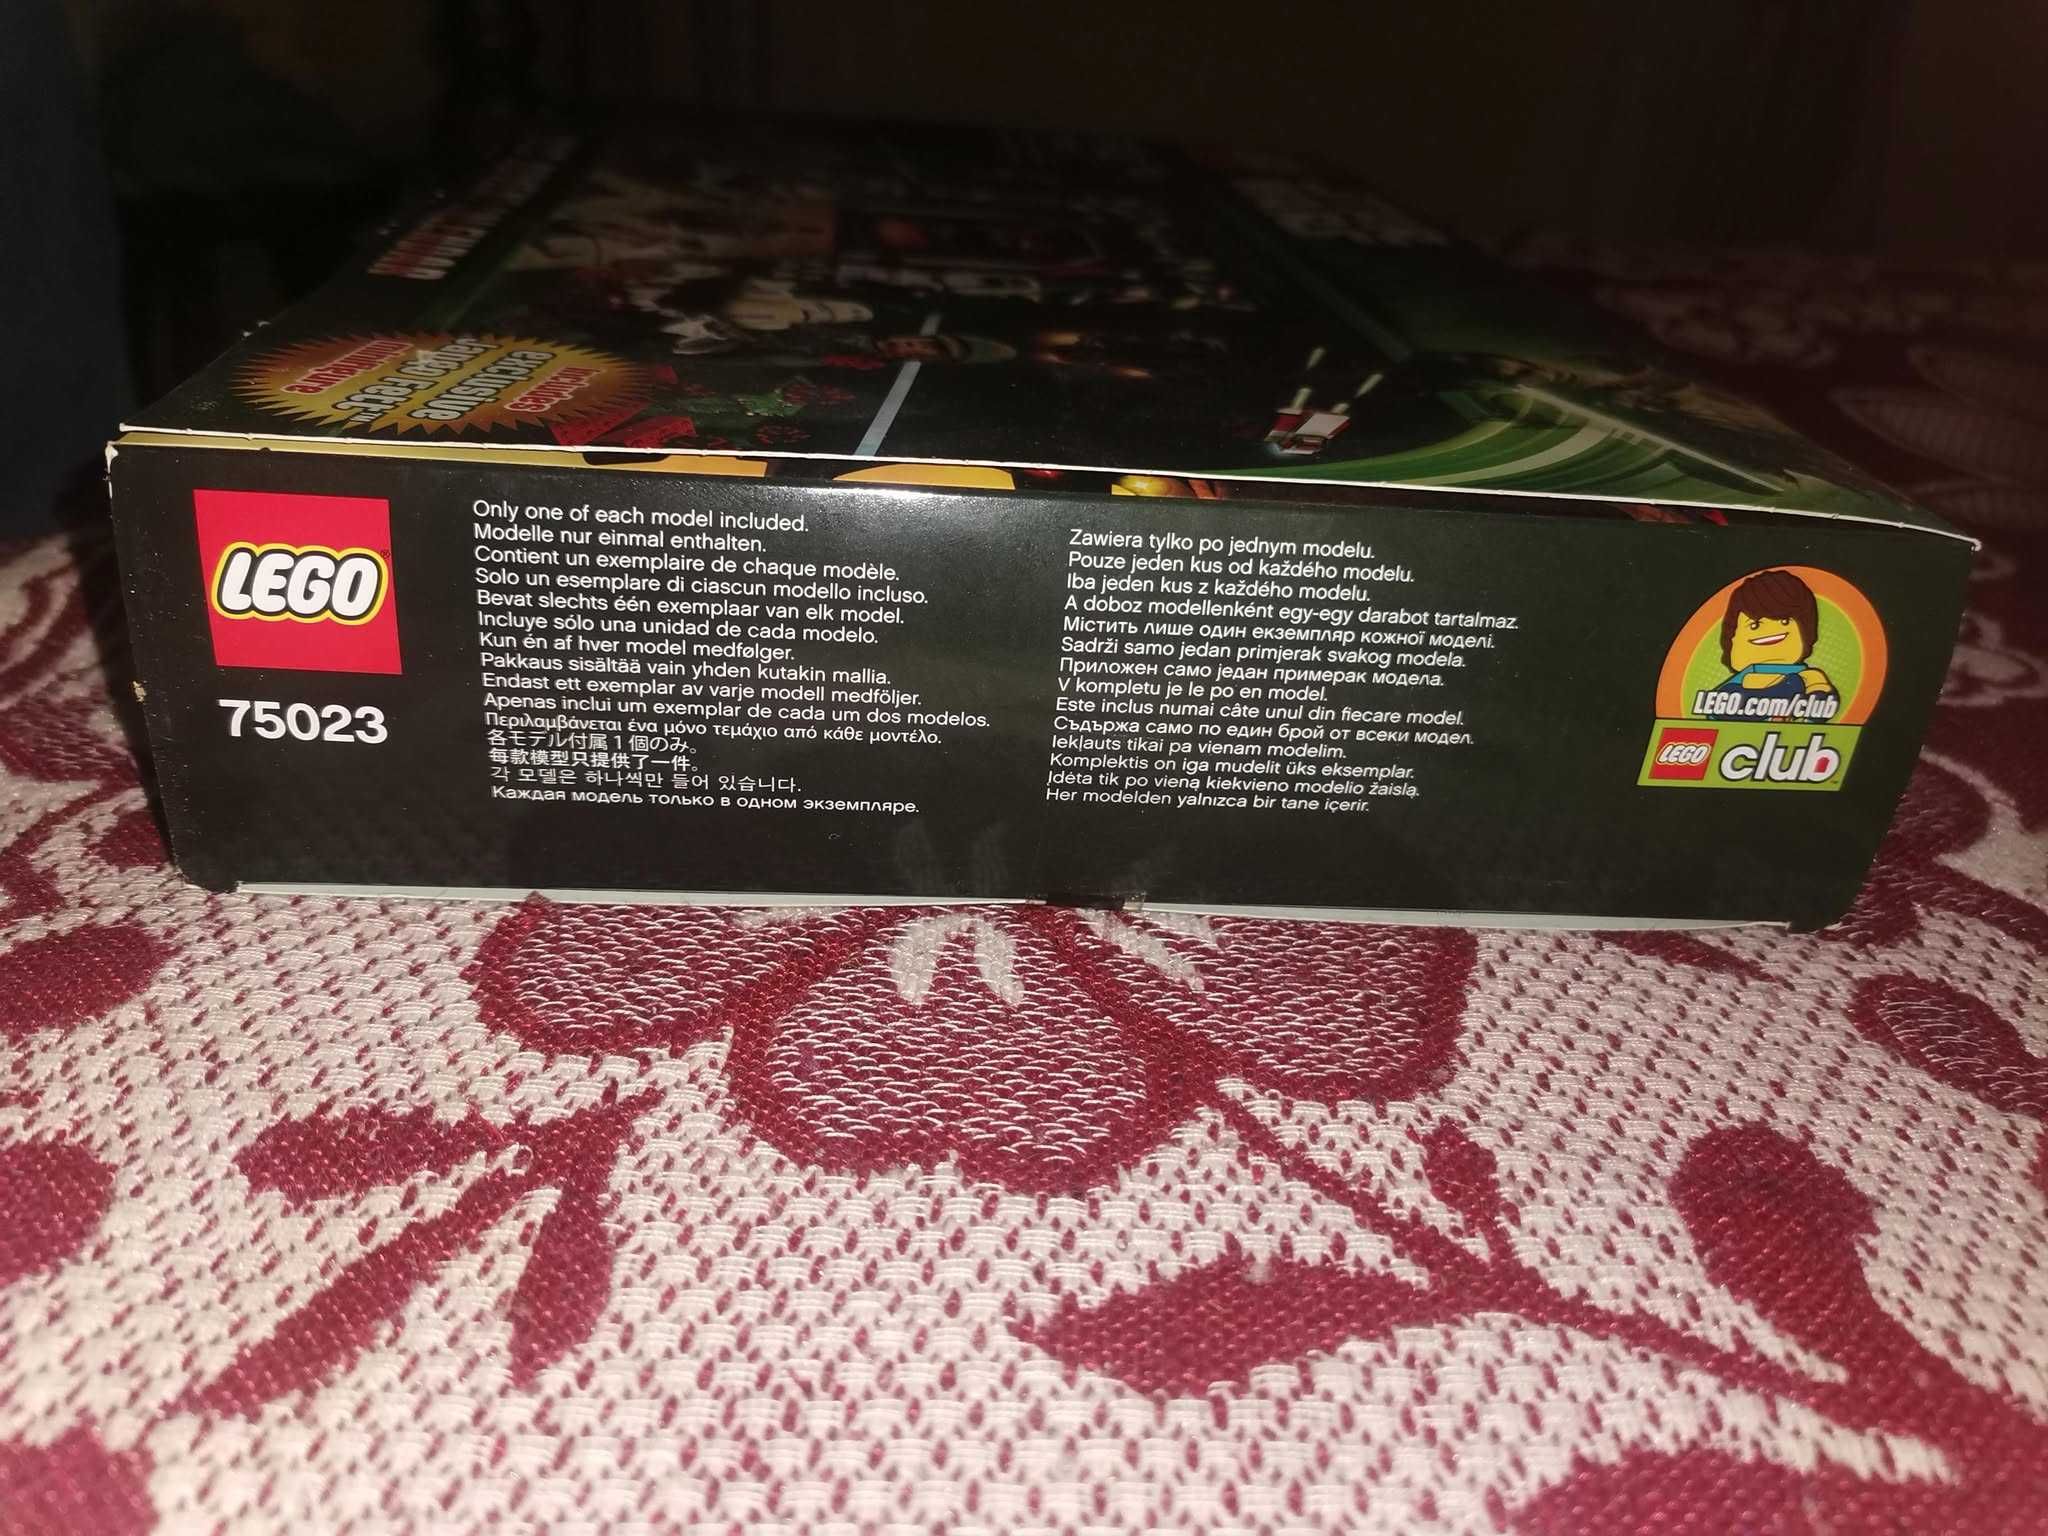 includes
exclusive
Jango Fett™
minifigure
LEGO®
75023
Only one of each model included.
Modelle nur einmal enthalten.
Contient un exemplaire de chaque modèle.
Solo un esemplare di ciascun modello incluso.
Bevat slechts één exemplaar van elk model.
Incluye sólo una unidad de cada modelo.
Kun én af hver model medfølger.
Pakkaus sisältää vain yhden kutakin mallia.
Endast ett exemplar av varje modell medföljer.
Apenas inclui um exemplar de cada um dos modelos.
Περιλαμβάνεται ένα μόνο τεμάχιο από κάθε μοντέλο.
各モデル付属1個のみ。
每款模型只提供了一件。
각 모델은 하나씩만 들어 있습니다.
Каждая модель только в одном экземпляре.
Zawiera tylko po jednym modelu.
Pouze jeden kus od každého modelu.
Iba jeden kus z každého modelu.
A doboz modellenként egy-egy darabot tartalmaz.
Містить лише один екземпляр кожної моделі.
Sadrži samo jedan primjerak svakog modela.
Приложен само један примерак модела.
V kompletu je le po en model.
Este inclus numai câte unul din fiecare model.
Съдържа само по един брой от всеки модел.
Iekļauts tikai pa vienam modelim.
Komplektis on iga mudelit üks eksemplar.
Įdėta tik po vieną kiekvieno modelio žaislą.
Her modelden yalnızca bir tane içerir.
LEGO.com/club
LEGO club™